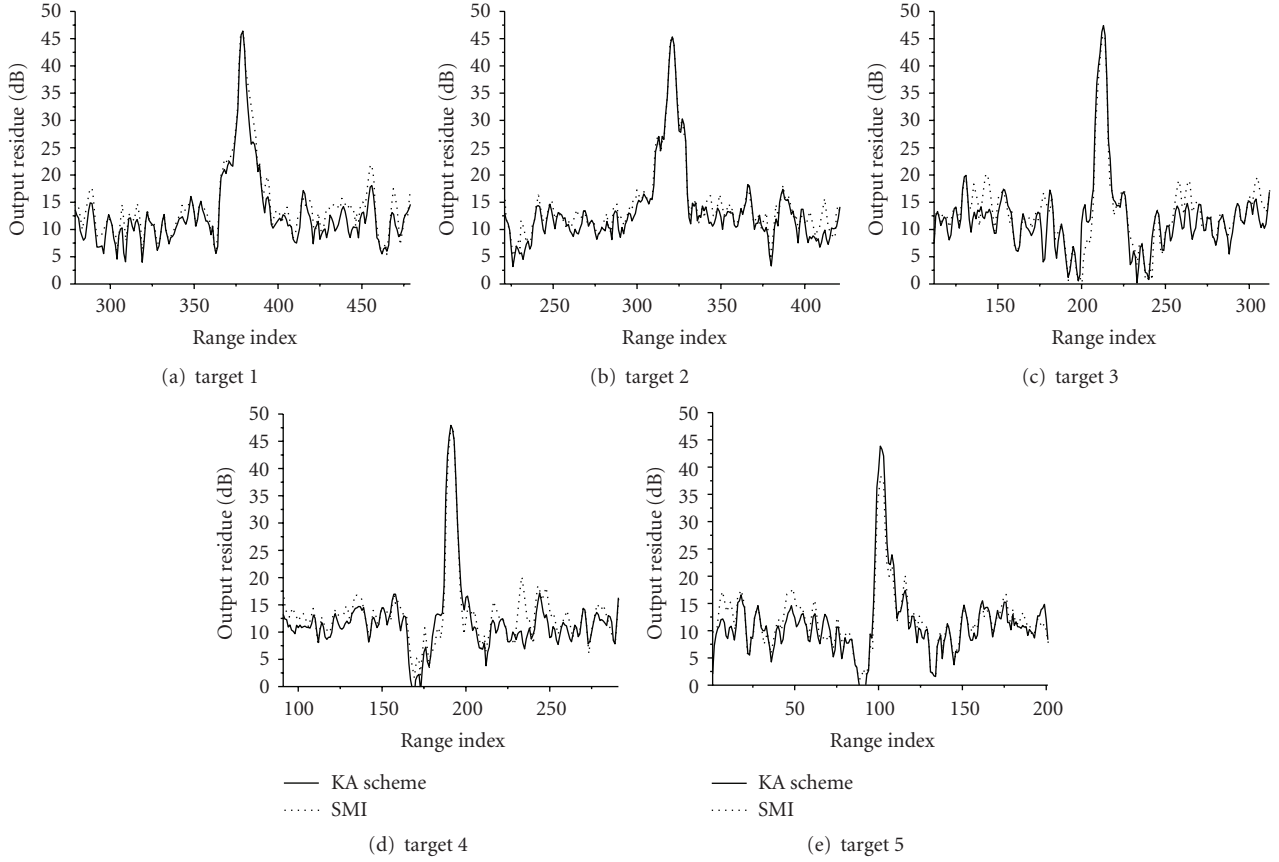 50
45
40
35
30
25
20
15
10
5
0
Output residue (dB)
300 350 400 450
Range index
(a) target 1
50
45
40
35
30
25
20
15
10
5
0
Output residue (dB)
250 300 350 400
Range index
(b) target 2
50
45
40
35
30
25
20
15
10
5
0
Output residue (dB)
150 200 250 300
Range index
(c) target 3
50
45
40
35
30
25
20
15
10
5
0
Output residue (dB)
100 150 200 250
Range index
KA scheme
SMI
(d) target 4
50
45
40
35
30
25
20
15
10
5
0
Output residue (dB)
50 100 150 200
Range index
KA scheme
SMI
(e) target 5